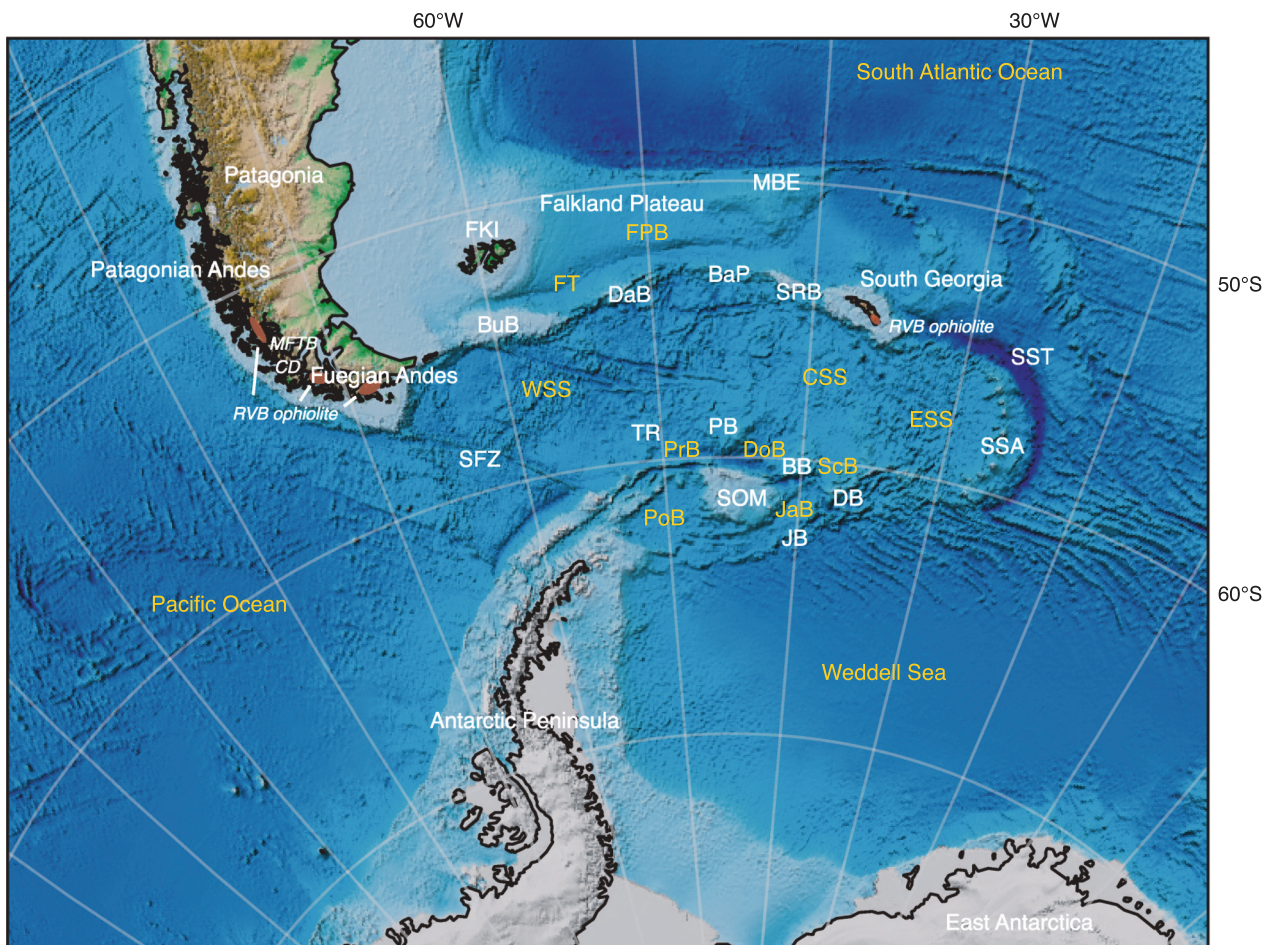 60°W
30°W
South Atlantic Ocean
Patagonia
MBE
Falkland Plateau
FKI
FPB
Patagonian Andes
BaP
South Georgia
50°S
FT
DaB
SRB
BuB
RVB ophiolite
MFTB
SST
CD
Fuegian Andes
CSS
WSS
RVB ophiolite
ESS
PB
TR
SSA
PrB
DoB
SFZ
BB
ScB
SOM
DB
PoB
JaB
JB
60°S
Pacific Ocean
Weddell Sea
Antarctic Peninsula
East Antarctica